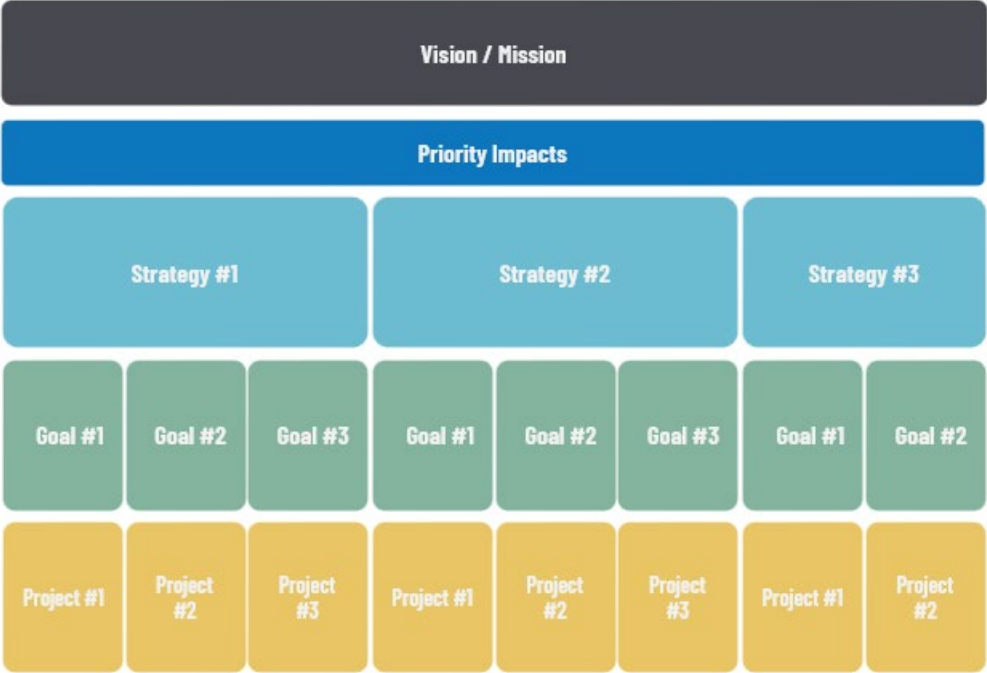 Vision / Mission
Priority Impacts
Strategy #1
Strategy #2
Strategy #3
Goal #1
Goal #2
Goal #3
Goal #1
Goal #2
Goal #3
Goal #1
Goal #2
Project #1
Project
#2
Project
#3
Project #1
Project
#2
Project
#3
Project #1
Project
#2